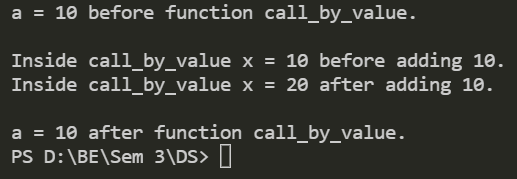 a = 10 before function call_by_value.
Inside call_by_value x = 10 before adding 10.
Inside call_by_value x = 20 after adding 10.
a = 10 after function call_by_value.
PS D:\BE\Sem 3\DS>